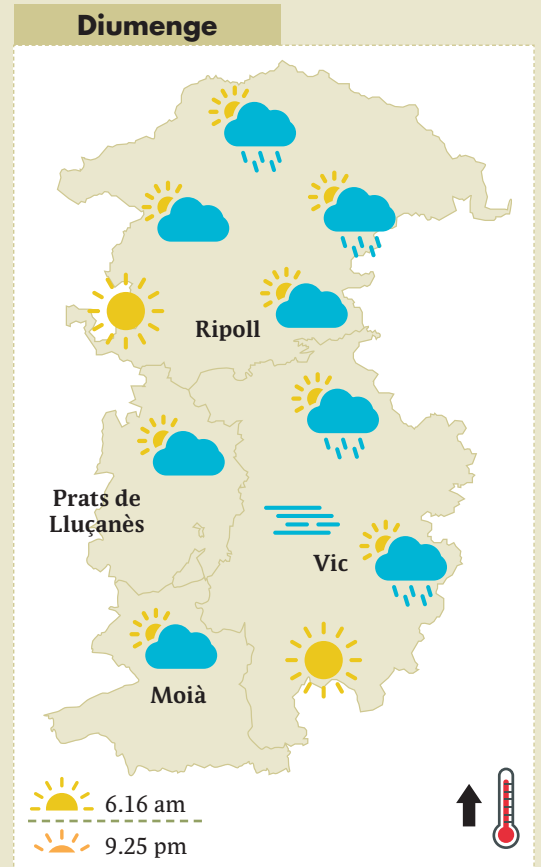 Diumenge
Ripoll
Prats de
Lluçanès
Vic
Moià
6.16 am
9.25 pm